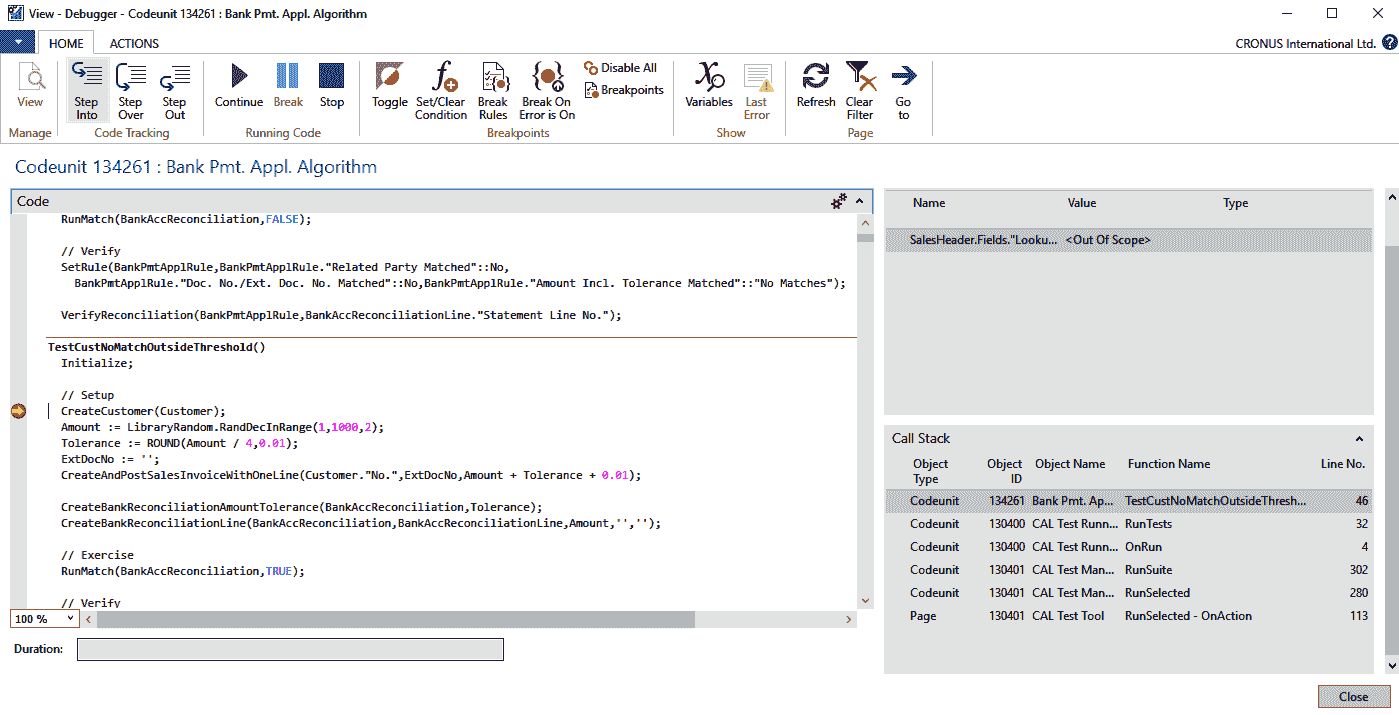 View - Debugger - Codeunit 134261 : Bank Pmt. Appl. Algorithm
HOME ACTIONS
CRONUS International Ltd.
View
Step Into
Step Over
Step Out
Continue
Break
Stop
Toggle
Set/Clear Condition
Break Rules
Break On Error is On
Disable All
Breakpoints
Variables
Last Error
Refresh
Clear Filter
Go to
Manage Code Tracking Running Code Breakpoints Show Page
Codeunit 134261 : Bank Pmt. Appl. Algorithm
Code
RunMatch(BankAccReconciliation,FALSE);
// Verify
SetRule(BankPmtApplRule,BankPmtApplRule."Related Party Matched"::No,
BankPmtApplRule."Doc. No./Ext. Doc. No. Matched"::No,BankPmtApplRule."Amount Incl. Tolerance Matched"::"No Matches");
VerifyReconciliation(BankPmtApplRule,BankAccReconciliationLine."Statement Line No.");
TestCustNoMatchOutsideThreshold()
Initialize;
// Setup
CreateCustomer(Customer);
Amount := LibraryRandom.RandDecInRange(1,1000,2);
Tolerance := ROUND(Amount / 4,0.01);
ExtDocNo := '';
CreateAndPostSalesInvoiceWithOneLine(Customer."No.",ExtDocNo,Amount + Tolerance + 0.01);
CreateBankReconciliationAmountTolerance(BankAccReconciliation,Tolerance);
CreateBankReconciliationLine(BankAccReconciliation,BankAccReconciliationLine,Amount,'','');
// Exercise
RunMatch(BankAccReconciliation,TRUE);
// Verify
100 %
Duration:
Name Value Type
SalesHeader.Fields."Looku... <Out Of Scope>
Call Stack
Object Type Object ID Object Name Function Name Line No.
Codeunit 134261 Bank Pmt. Ap... TestCustNoMatchOutsideThresh... 46
Codeunit 130400 CAL Test Runn... RunTests 32
Codeunit 130400 CAL Test Runn... OnRun 4
Codeunit 130401 CAL Test Man... RunSuite 302
Codeunit 130401 CAL Test Man... RunSelected 280
Page 130401 CAL Test Tool RunSelected - OnAction 113
Close